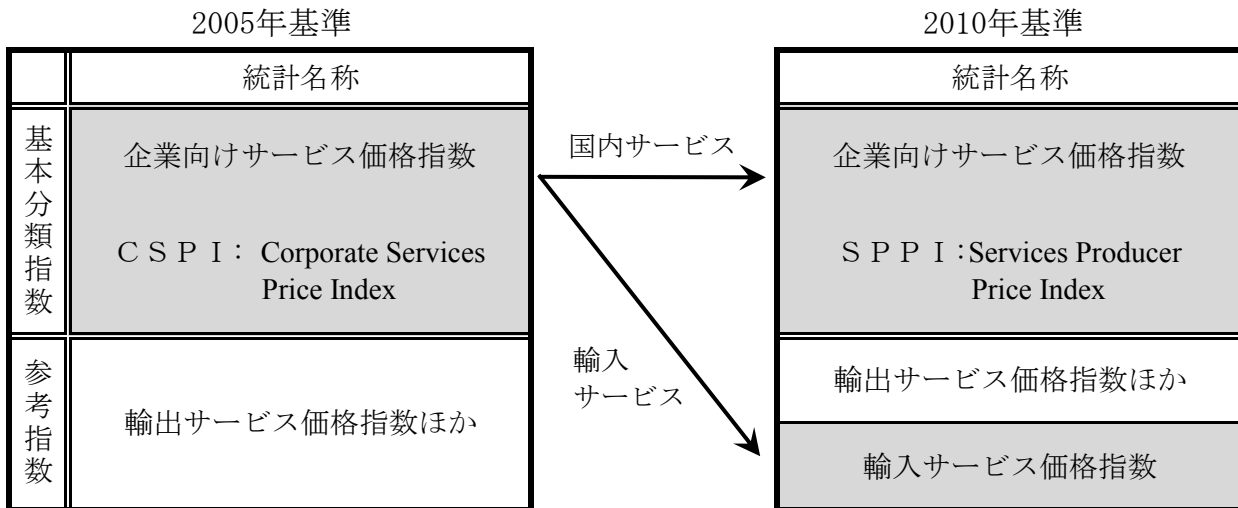 2005年基準
統計名称
基本分類指数
企業向けサービス価格指数
ＣＳＰＩ： Corporate Services
Price Index
参考指数
輸出サービス価格指数ほか
国内サービス
輸入
サービス
2010年基準
統計名称
企業向けサービス価格指数
ＳＰＰＩ：Services Producer
Price Index
輸出サービス価格指数ほか
輸入サービス価格指数